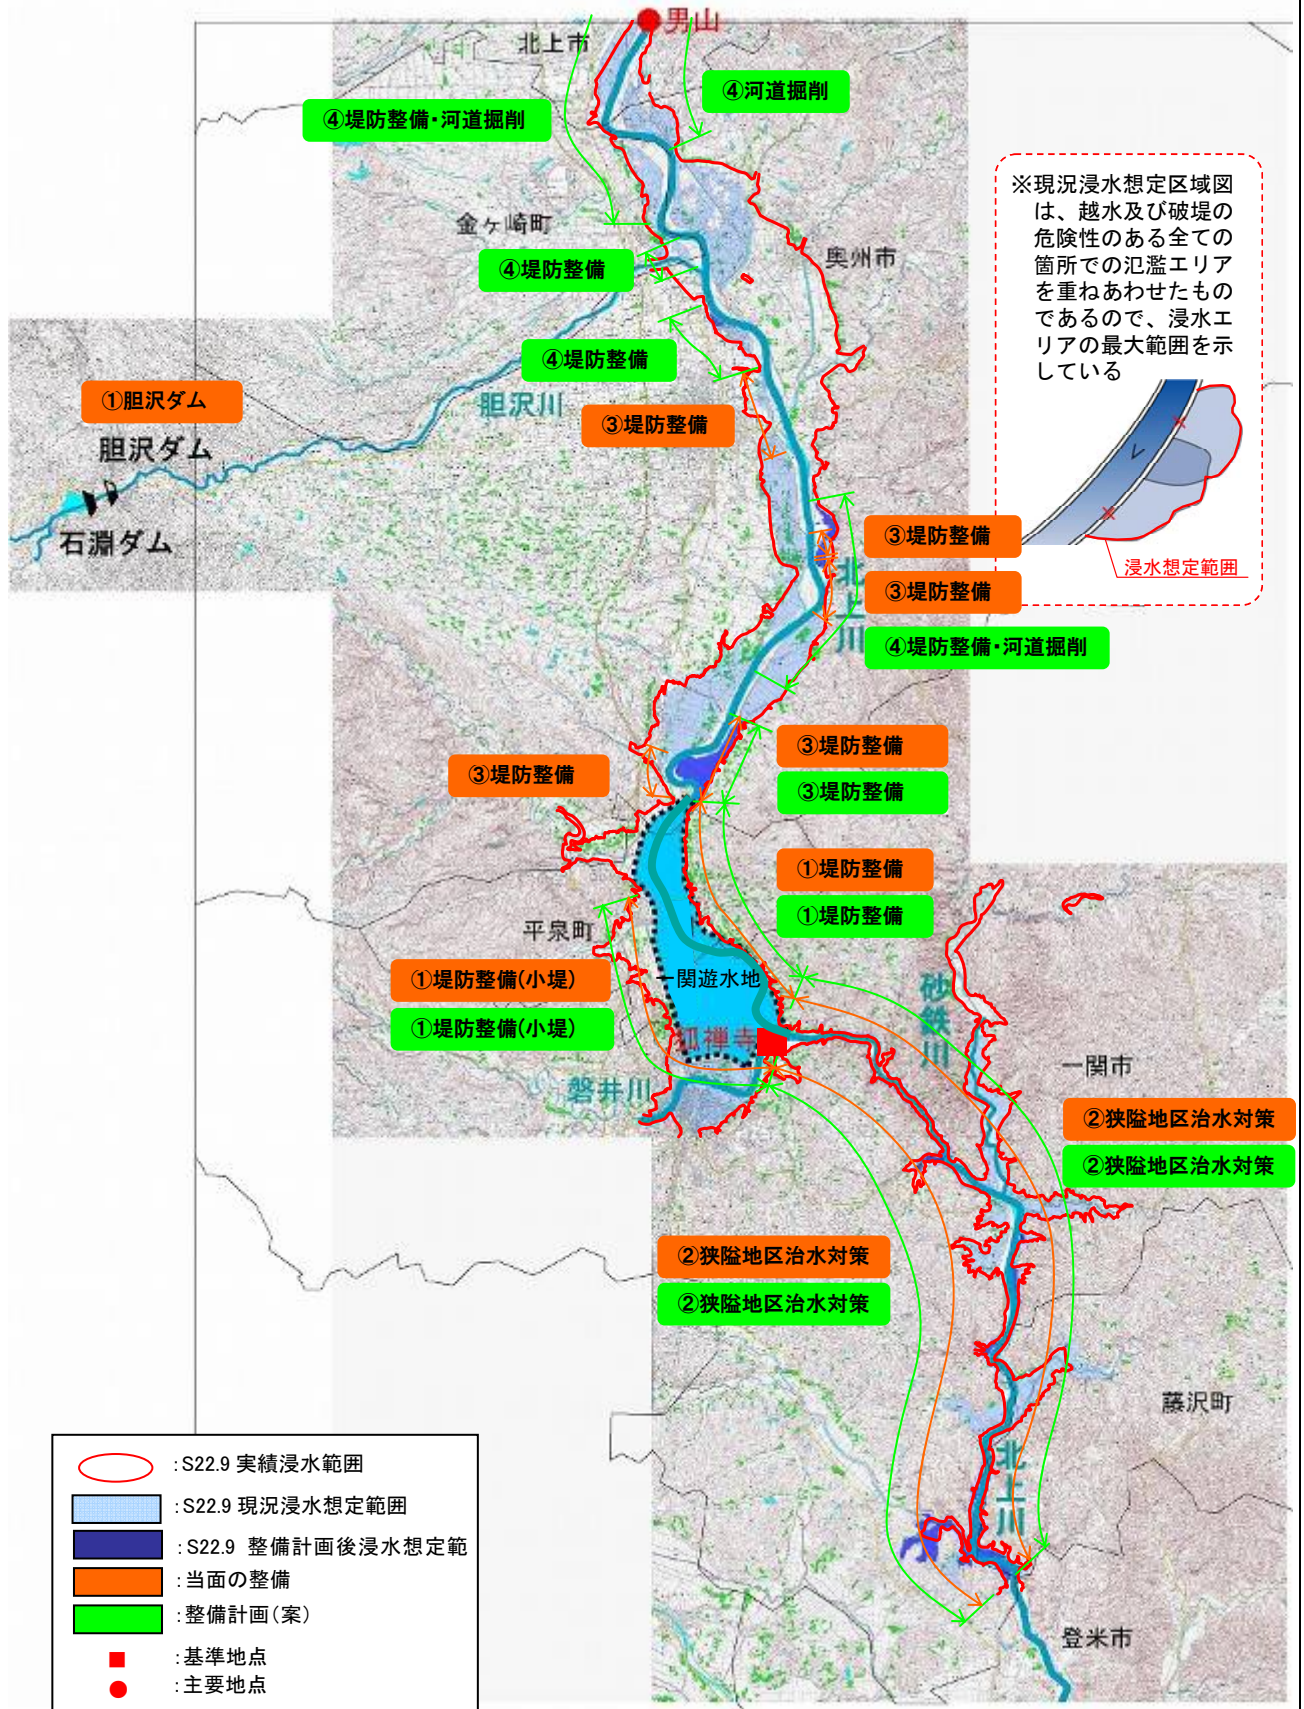 男山
北上市
④河道掘削
④堤防整備・河道掘削
※現況浸水想定区域図
は、越水及び破堤の
危険性のある全ての
箇所での氾濫エリア
を重ねあわせたもの
であるので、浸水エ
リアの最大範囲を示
している
浸水想定範囲
金ヶ崎町
奥州市
④堤防整備
④堤防整備
①胆沢ダム
胆沢川
③堤防整備
胆沢ダム
石淵ダム
③堤防整備
北上川
③堤防整備
④堤防整備・河道掘削
③堤防整備
③堤防整備
③堤防整備
①堤防整備
①堤防整備
平泉町
①堤防整備(小堤)
一関遊水地
①堤防整備(小堤)
砂鉄川
狐禅寺
一関市
磐井川
②狭隘地区治水対策
②狭隘地区治水対策
②狭隘地区治水対策
②狭隘地区治水対策
藤沢町
北上川
登米市
:S22.9 実績浸水範囲
:S22.9 現況浸水想定範囲
:S22.9 整備計画後浸水想定範
:当面の整備
:整備計画(案)
:基準地点
:主要地点